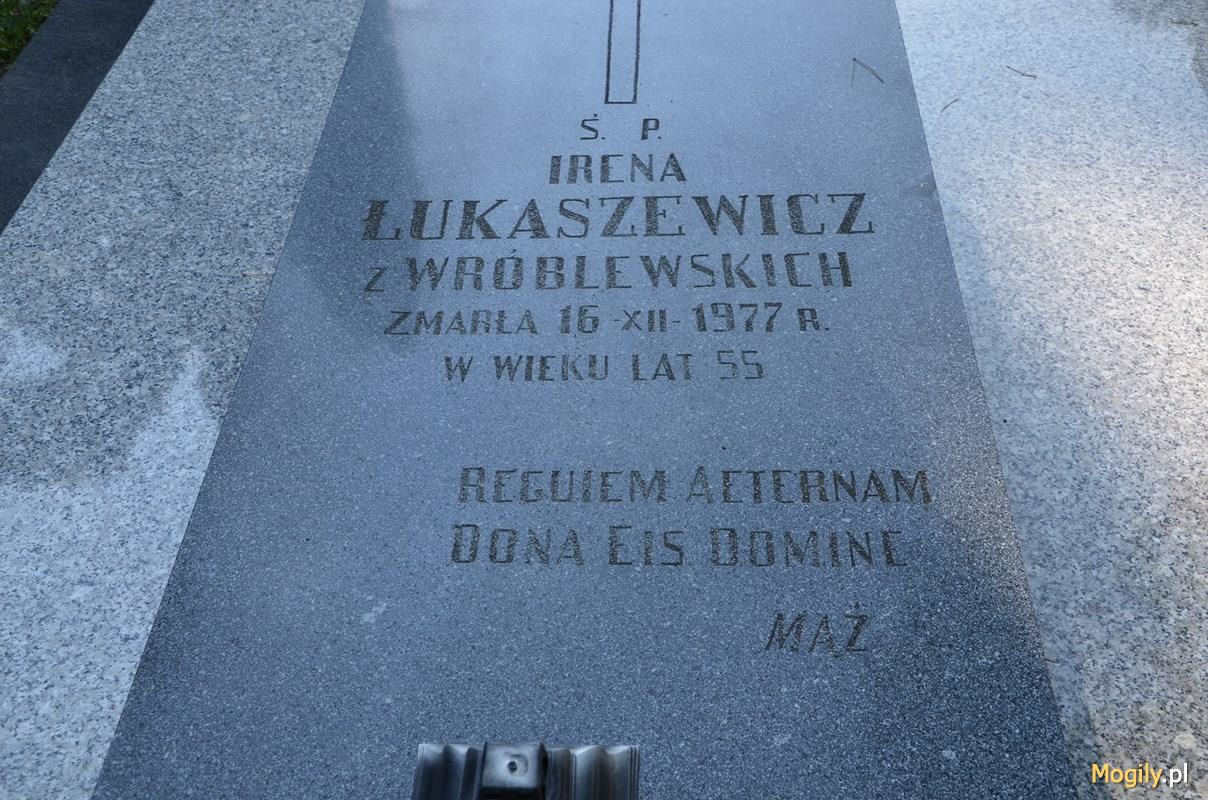 Ś. P.
IRENA
ŁUKASZEWICZ
z WRÓBLEWSKICH
ZMARŁA 16-XII-1977 R.
W WIEKU LAT 55
REGUIEM AETERNAM
DONA EIS DOMINE
MĄŻ
Mogily.pl